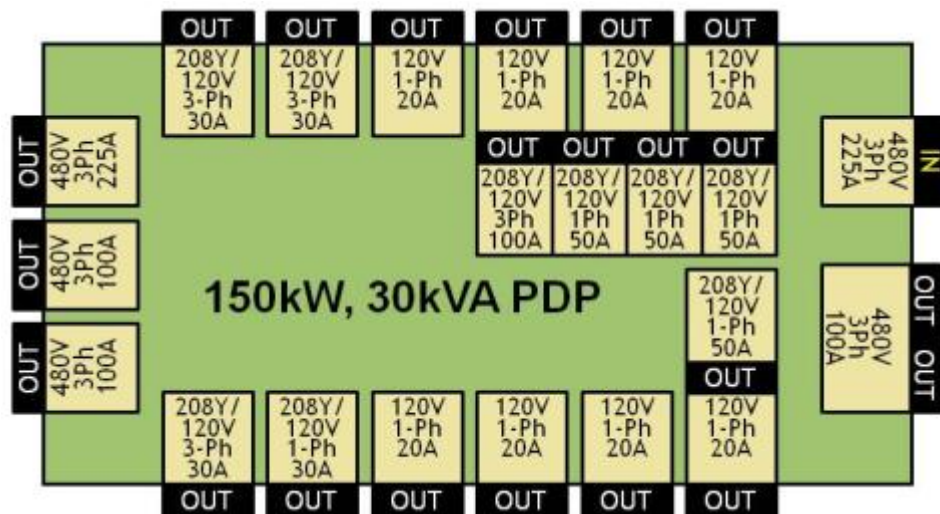 OUT
208Y/
120V
3-Ph
30A
OUT
208Y/
120V
3-Ph
30A
OUT
120V
1-Ph
20A
OUT
120V
1-Ph
20A
OUT
120V
1-Ph
20A
OUT
120V
1-Ph
20A
OUT
480V
3Ph
225A
OUT
480V
3Ph
100A
OUT
480V
3Ph
100A
OUT
208Y/
120V
3Ph
100A
OUT
208Y/
120V
1Ph
50A
OUT
208Y/
120V
1Ph
50A
OUT
208Y/
120V
1Ph
50A
480V
3Ph
225A
IN
150kW, 30kVA PDP
208Y/
120V
1-Ph
50A
OUT
480V
3Ph
100A
OUT
OUT
208Y/
120V
3-Ph
30A
OUT
208Y/
120V
1-Ph
30A
OUT
120V
1-Ph
20A
OUT
120V
1-Ph
20A
OUT
120V
1-Ph
20A
OUT
120V
1-Ph
20A
OUT